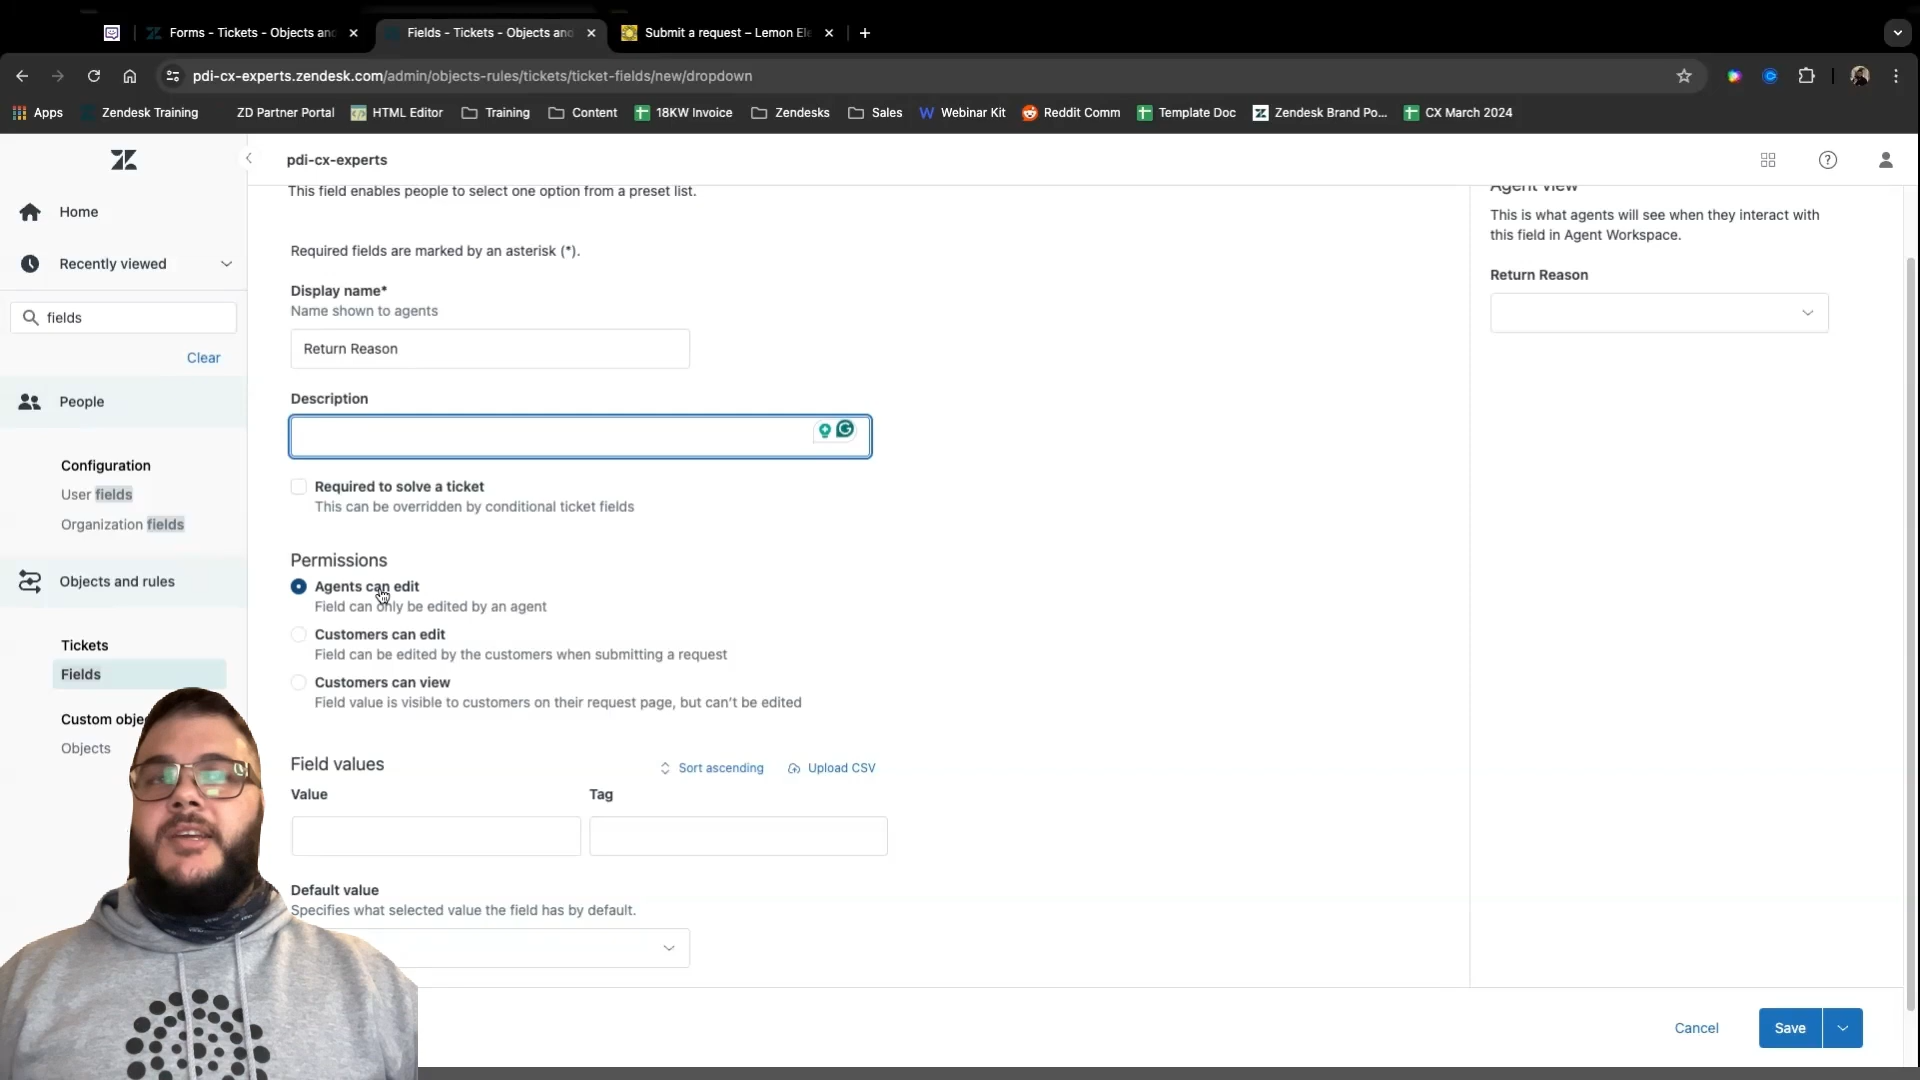 Forms - Tickets - Objects and
Fields - Tickets - Objects and
Submit a request – Lemon El
pdi-cx-experts.zendesk.com/admin/objects-rules/tickets/ticket-fields/new/dropdown
Apps
Zendesk Training
ZD Partner Portal
HTML Editor
Training
Content
18KW Invoice
Zendesks
Sales
Webinar Kit
Reddit Comm
Template Doc
Zendesk Brand Po...
CX March 2024
pdi-cx-experts
Home
Recently viewed
fields
Clear
People
Configuration
User fields
Organization fields
Objects and rules
Tickets
Fields
Custom obje
Objects
This field enables people to select one option from a preset list.
Required fields are marked by an asterisk (*).
Display name*
Name shown to agents
Return Reason
Description
Required to solve a ticket
This can be overridden by conditional ticket fields
Permissions
Agents can edit
Field can only be edited by an agent
Customers can edit
Field can be edited by the customers when submitting a request
Customers can view
Field value is visible to customers on their request page, but can't be edited
Field values
Sort ascending
Upload CSV
Value
Tag
Default value
Specifies what selected value the field has by default.
Agent view
This is what agents will see when they interact with
this field in Agent Workspace.
Return Reason
Cancel
Save